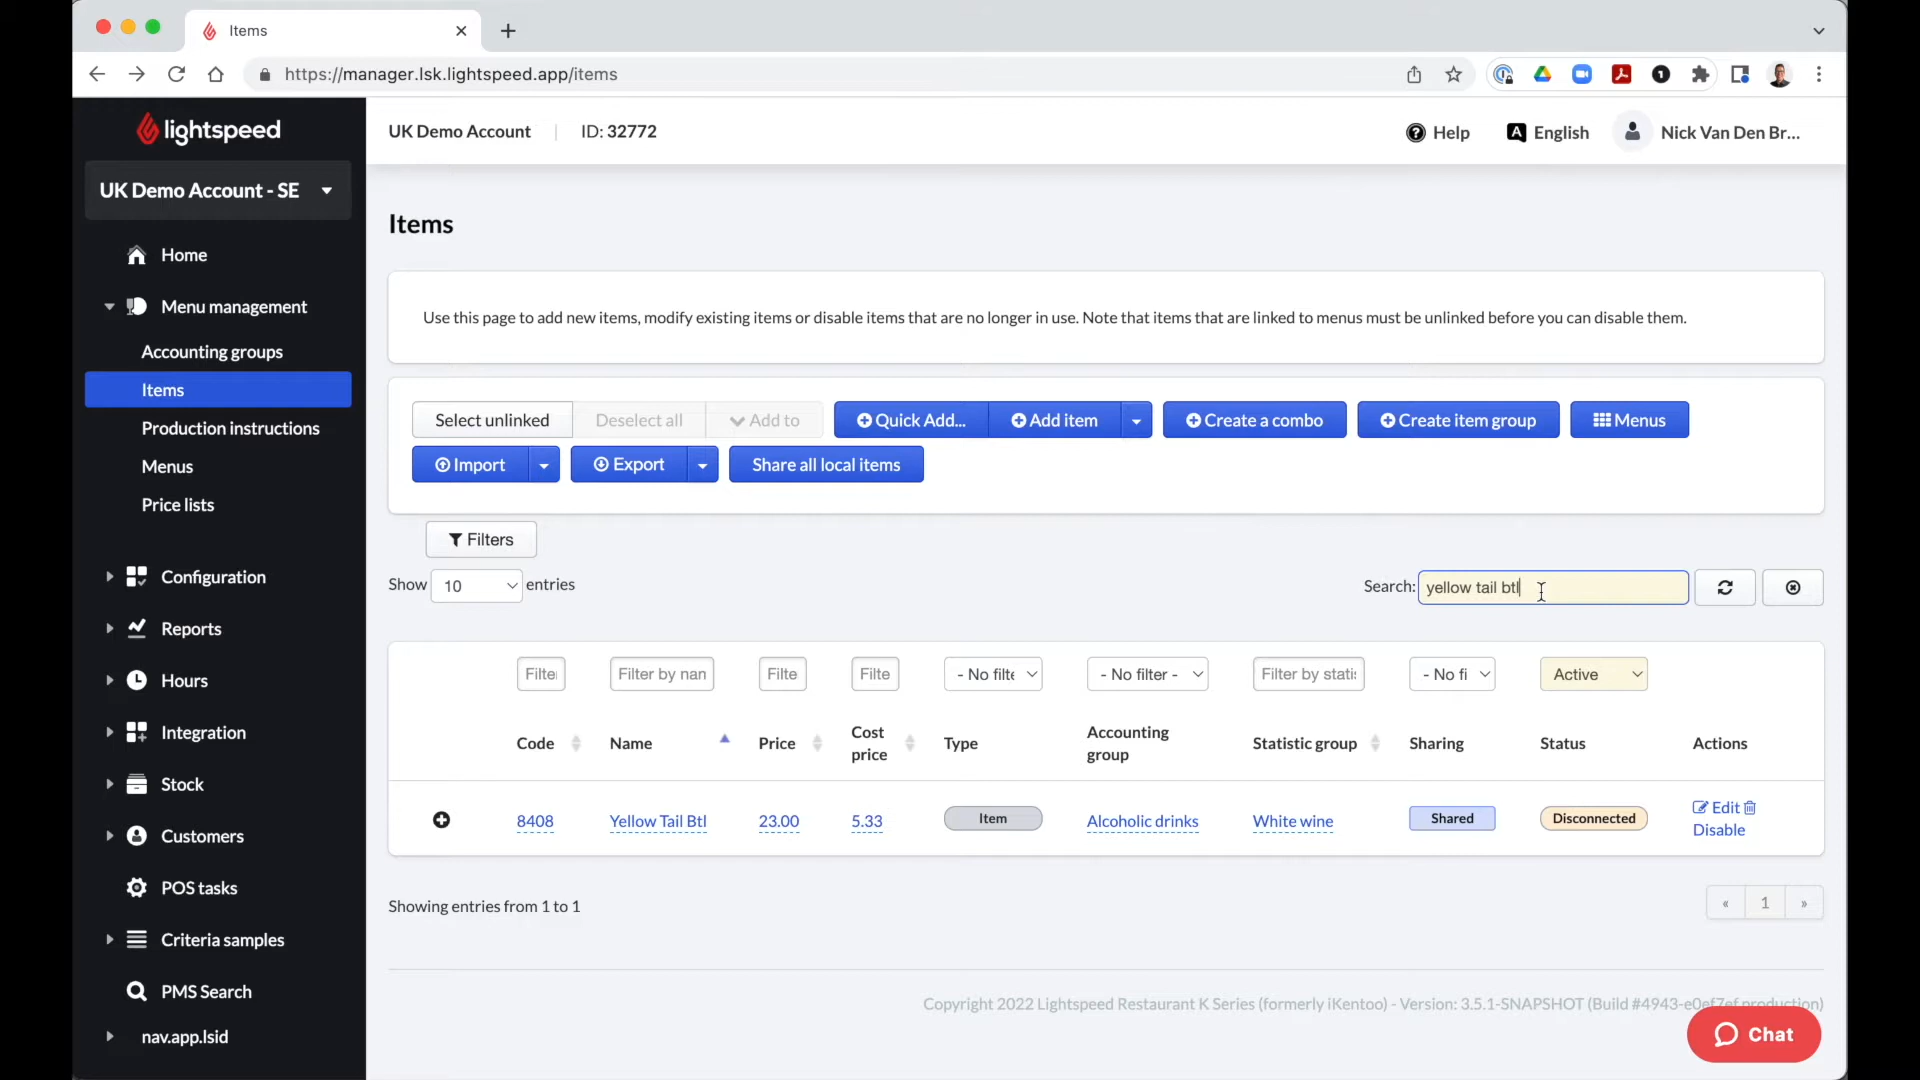 Items
https://manager.lsk.lightspeed.app/items
lightspeed
UK Demo Account
ID: 32772
Help
A English
Nick Van Den Br...
UK Demo Account - SE
Home
Menu management
Accounting groups
Items
Production instructions
Menus
Price lists
Configuration
Reports
Hours
Integration
Stock
Customers
POS tasks
Criteria samples
PMS Search
nav.app.lsid
Items
Use this page to add new items, modify existing items or disable items that are no longer in use. Note that items that are linked to menus must be unlinked before you can disable them.
Select unlinked Deselect all Add to Quick Add... Add item Create a combo Create item group Menus
Import Export Share all local items
Filters
Show 10 entries
Search: yellow tail btl
Filte Filter by nan Filte Filte - No filte - No filter - Filter by statis - No fi Active
Code Name Price Cost price Type Accounting group Statistic group Sharing Status Actions
8408 Yellow Tail Btl 23.00 5.33 Item Alcoholic drinks White wine Shared Disconnected Edit
Disable
Showing entries from 1 to 1
« 1 »
Copyright 2022 Lightspeed Restaurant K Series (formerly iKentoo) - Version: 3.5.1-SNAPSHOT (Build #4943-e0ef7ef production)
Chat